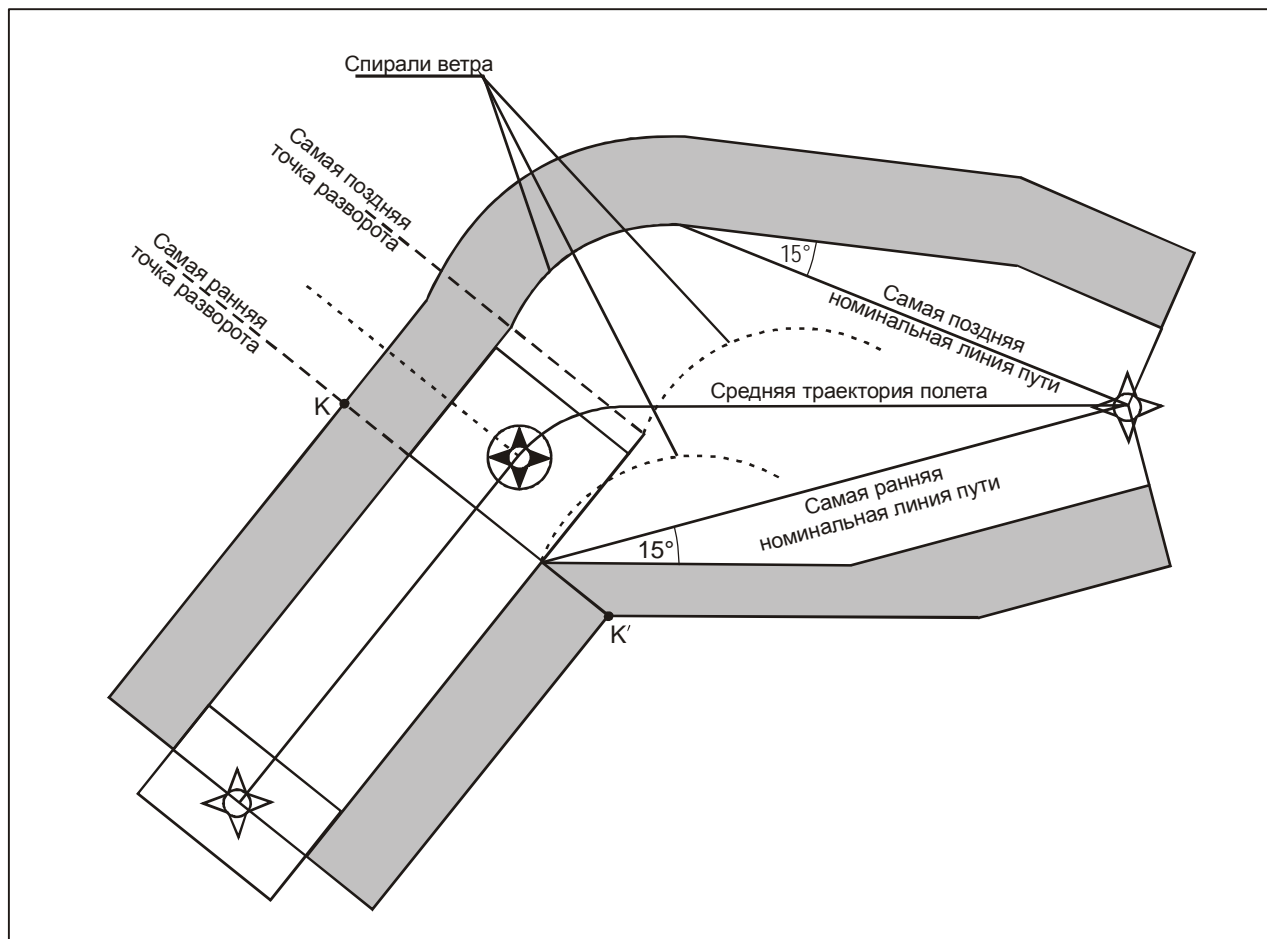 Спирали ветра
Самая поздняя
точка разворота
Самая ранняя
точка разворота
15°
Самая поздняя
номинальная линия пути
K
Средняя траектория полета
Самая ранняя
номинальная линия пути
15°
K′